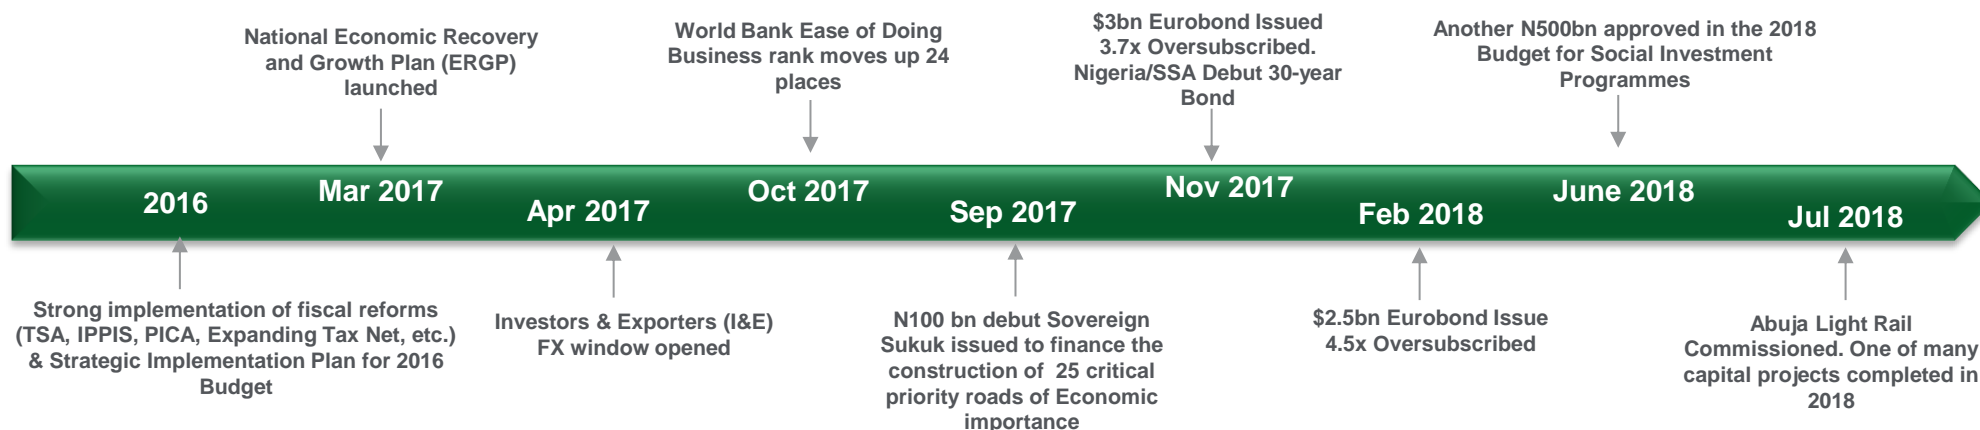 National Economic Recovery
and Growth Plan (ERGP)
launched
World Bank Ease of Doing
Business rank moves up 24
places
$3bn Eurobond Issued
3.7x Oversubscribed.
Nigeria/SSA Debut 30-year
Bond
Another N500bn approved in the 2018
Budget for Social Investment
Programmes
2016
Mar 2017
Apr 2017
Oct 2017
Sep 2017
Nov 2017
Feb 2018
June 2018
Jul 2018
Strong implementation of fiscal reforms
(TSA, IPPIS, PICA, Expanding Tax Net, etc.)
& Strategic Implementation Plan for 2016
Budget
Investors & Exporters (I&E)
FX window opened
N100 bn debut Sovereign
Sukuk issued to finance the
construction of 25 critical
priority roads of Economic
importance
$2.5bn Eurobond Issue
4.5x Oversubscribed
Abuja Light Rail
Commissioned. One of many
capital projects completed in
2018